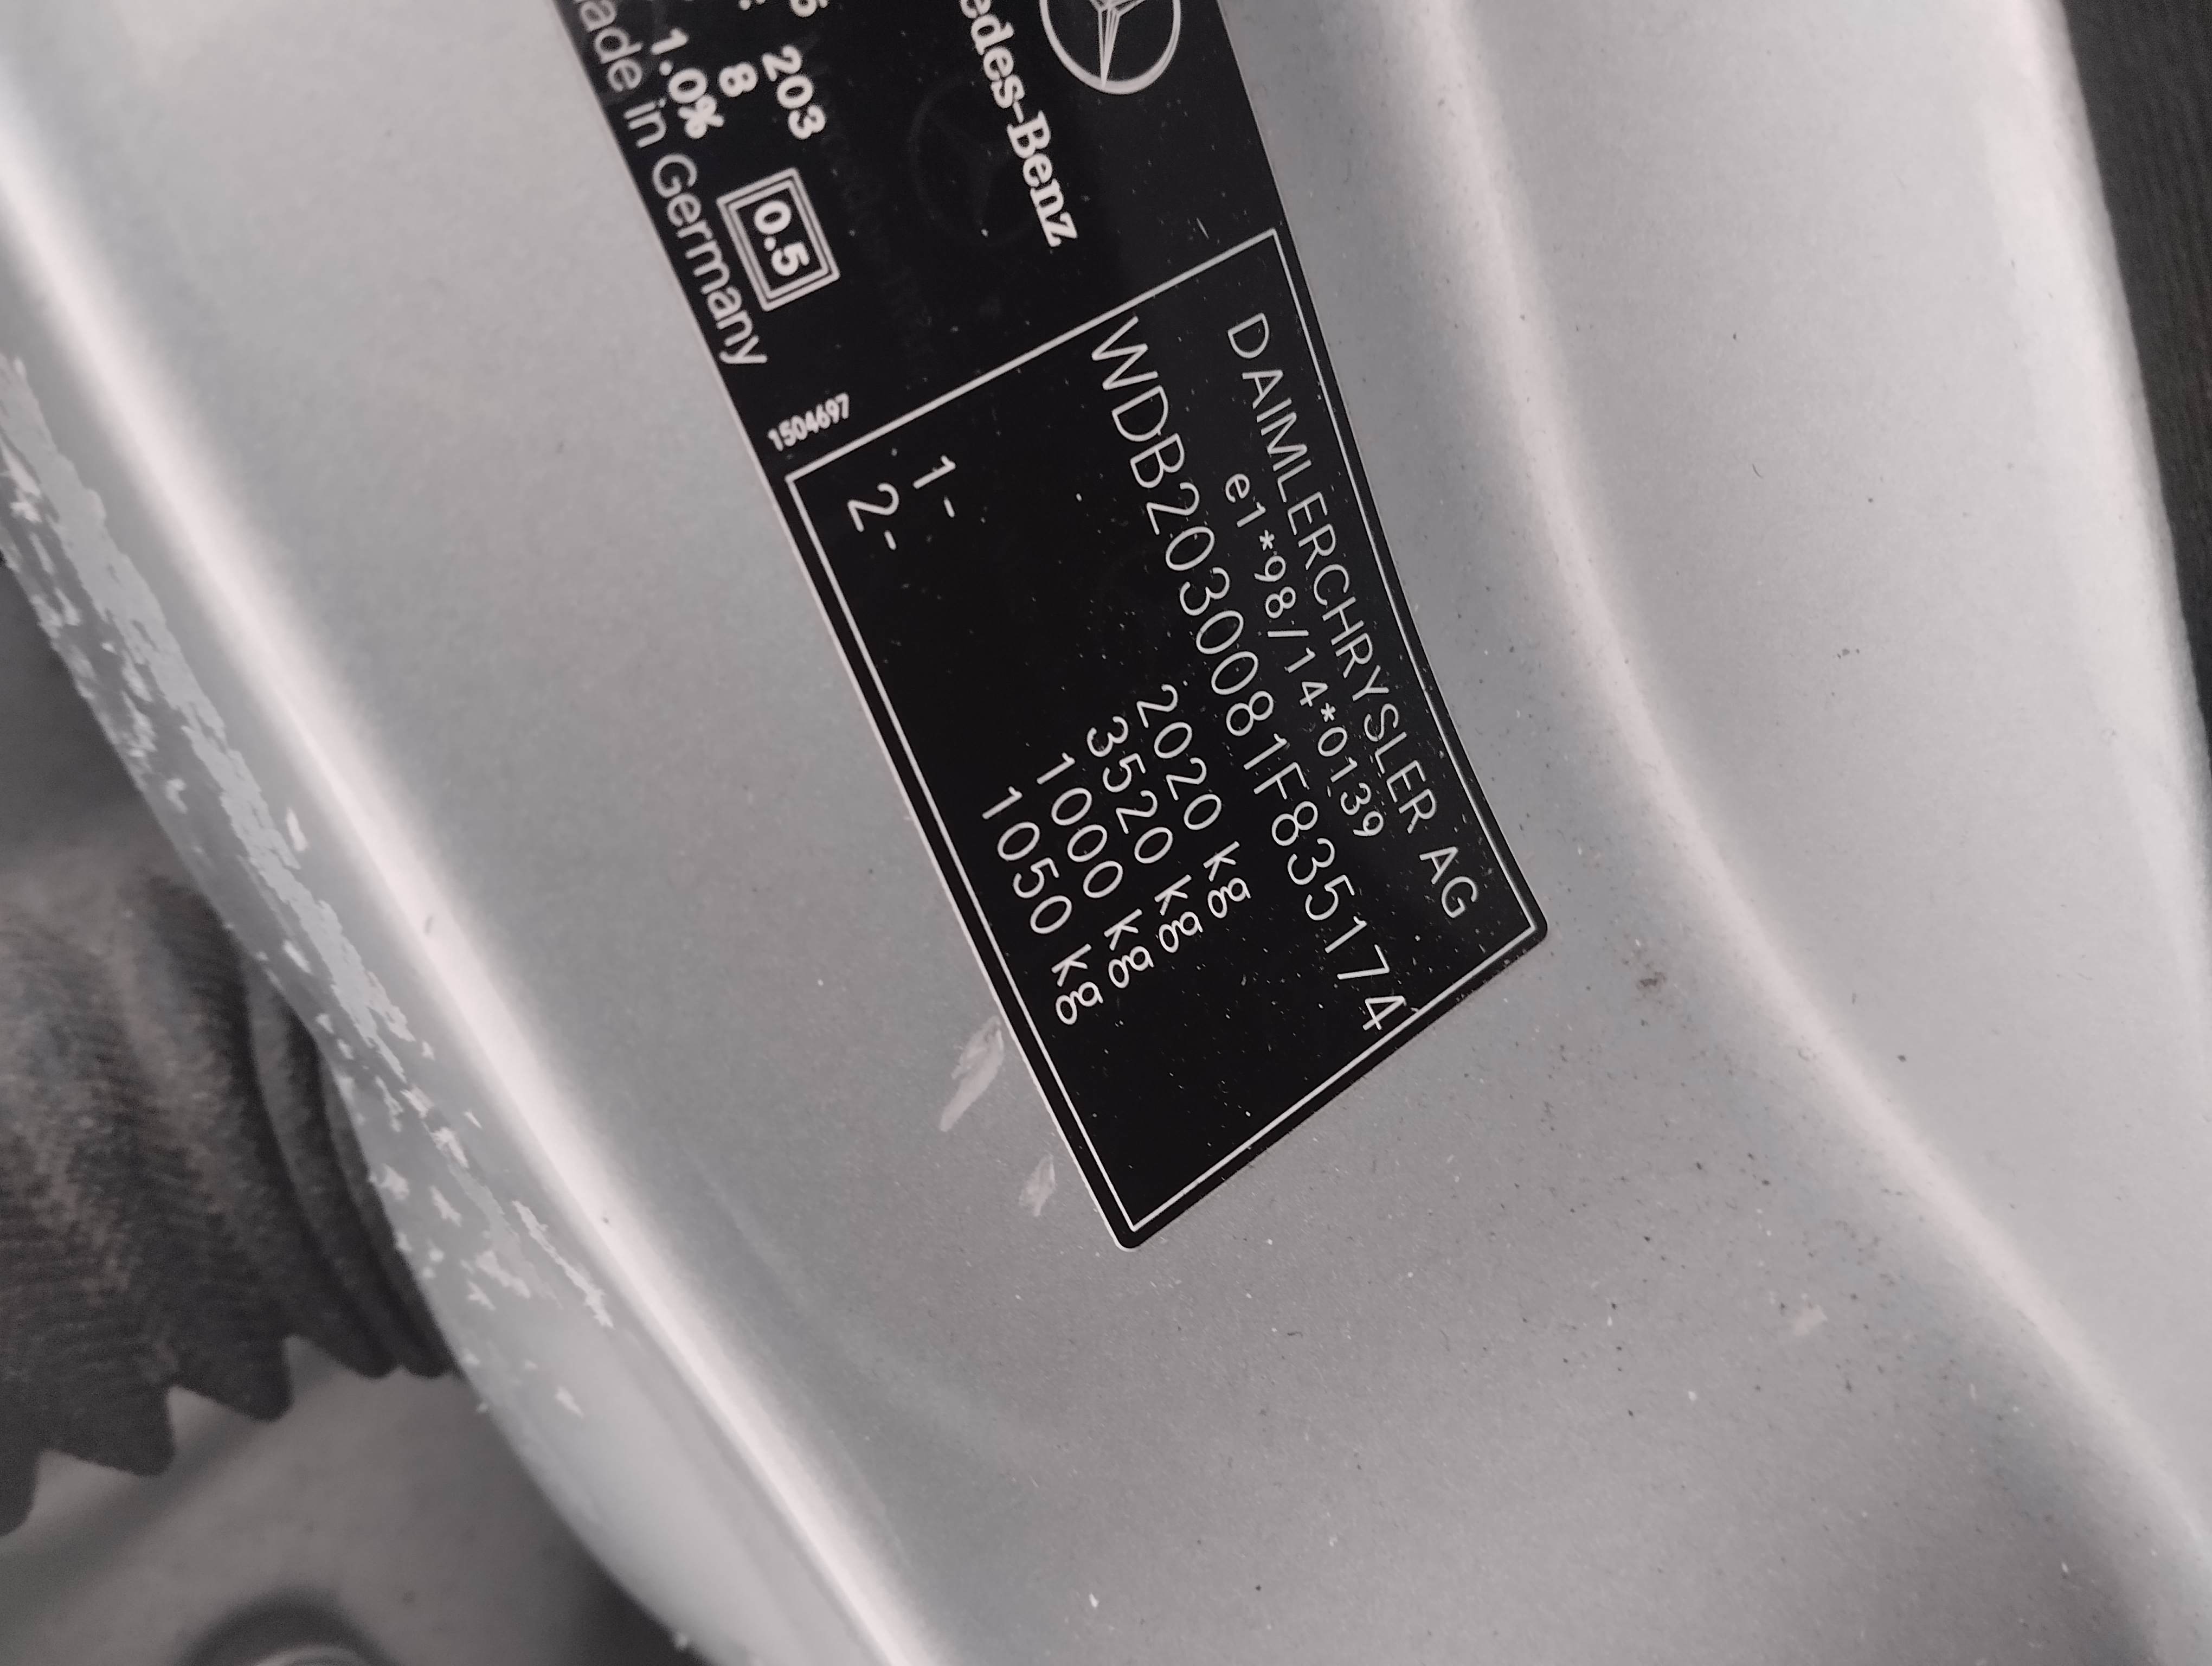 edes-Benz
203
8
1.0%
0.5
ade in Germany
1504697
DAIMLERCHRYSLER AG
e1*98/14*0139
WDB2030081F835174
2020 kg
3520 kg
1- 1000 kg
2- 1050 kg